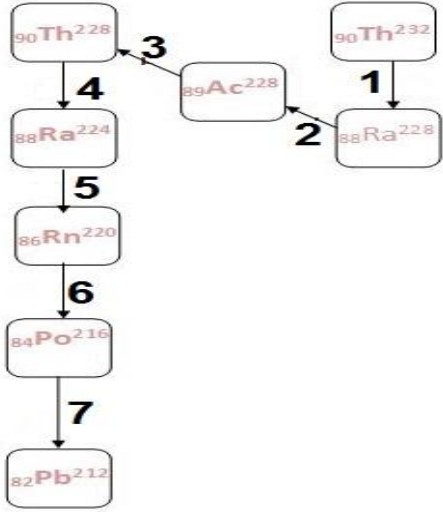 ₉₀Th²²⁸
₉₀Th²³²
3
₈₉Ac²²⁸
4
1
₈₈Ra²²⁴
2
₈₈Ra²²⁸
5
₈₆Rn²²⁰
6
₈₄Po²¹⁶
7
₈₂Pb²¹²